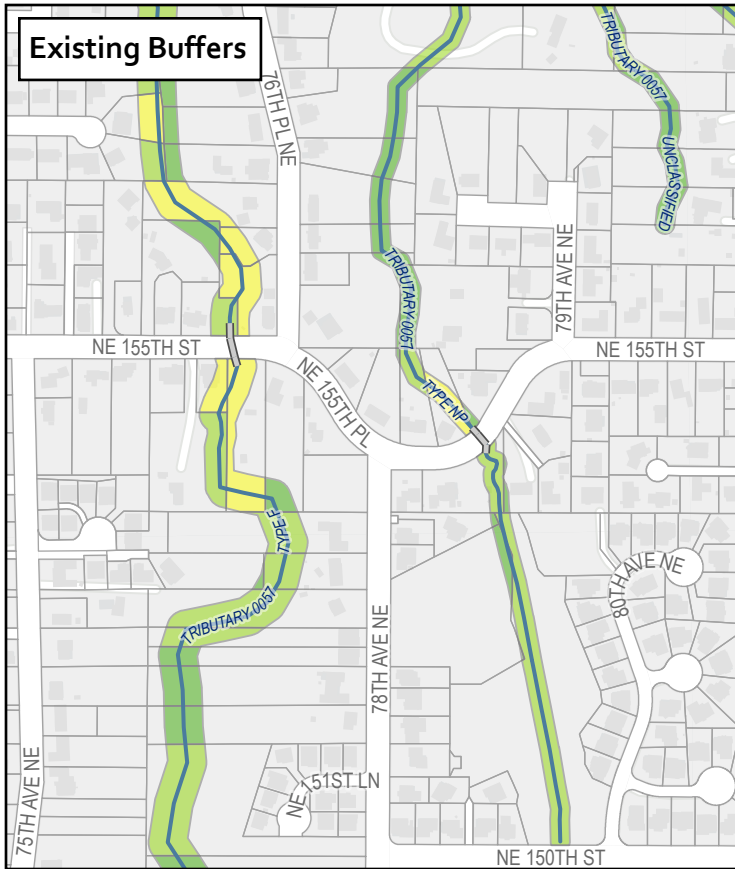 Existing Buffers
76TH PL NE
TRIBUTARY 0057
UNCLASSIFIED
TRIBUTARY 0057
79TH AVE NE
NE 155TH ST
NE 155TH PL
TYPE NP
NE 155TH ST
TYPE F
TRIBUTARY 0057
80TH AVE NE
78TH AVE NE
75TH AVE NE
NE 151ST LN
NE 150TH ST